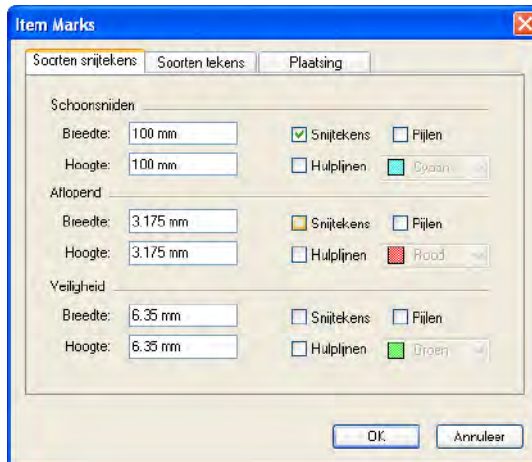 Item Marks
Soorten snijtekens Soorten tekens Plaatsing
Schoonsniden
Breedte: 100 mm Snijtekens Pijlen
Hoogte: 100 mm Hulplijnen Cyaan
Aflopend
Breedte: 3.175 mm Snijtekens Pijlen
Hoogte: 3.175 mm Hulplijnen Rood
Veiligheid
Breedte: 6.35 mm Snijtekens Pijlen
Hoogte: 6.35 mm Hulplijnen Groen
OK Annuleer